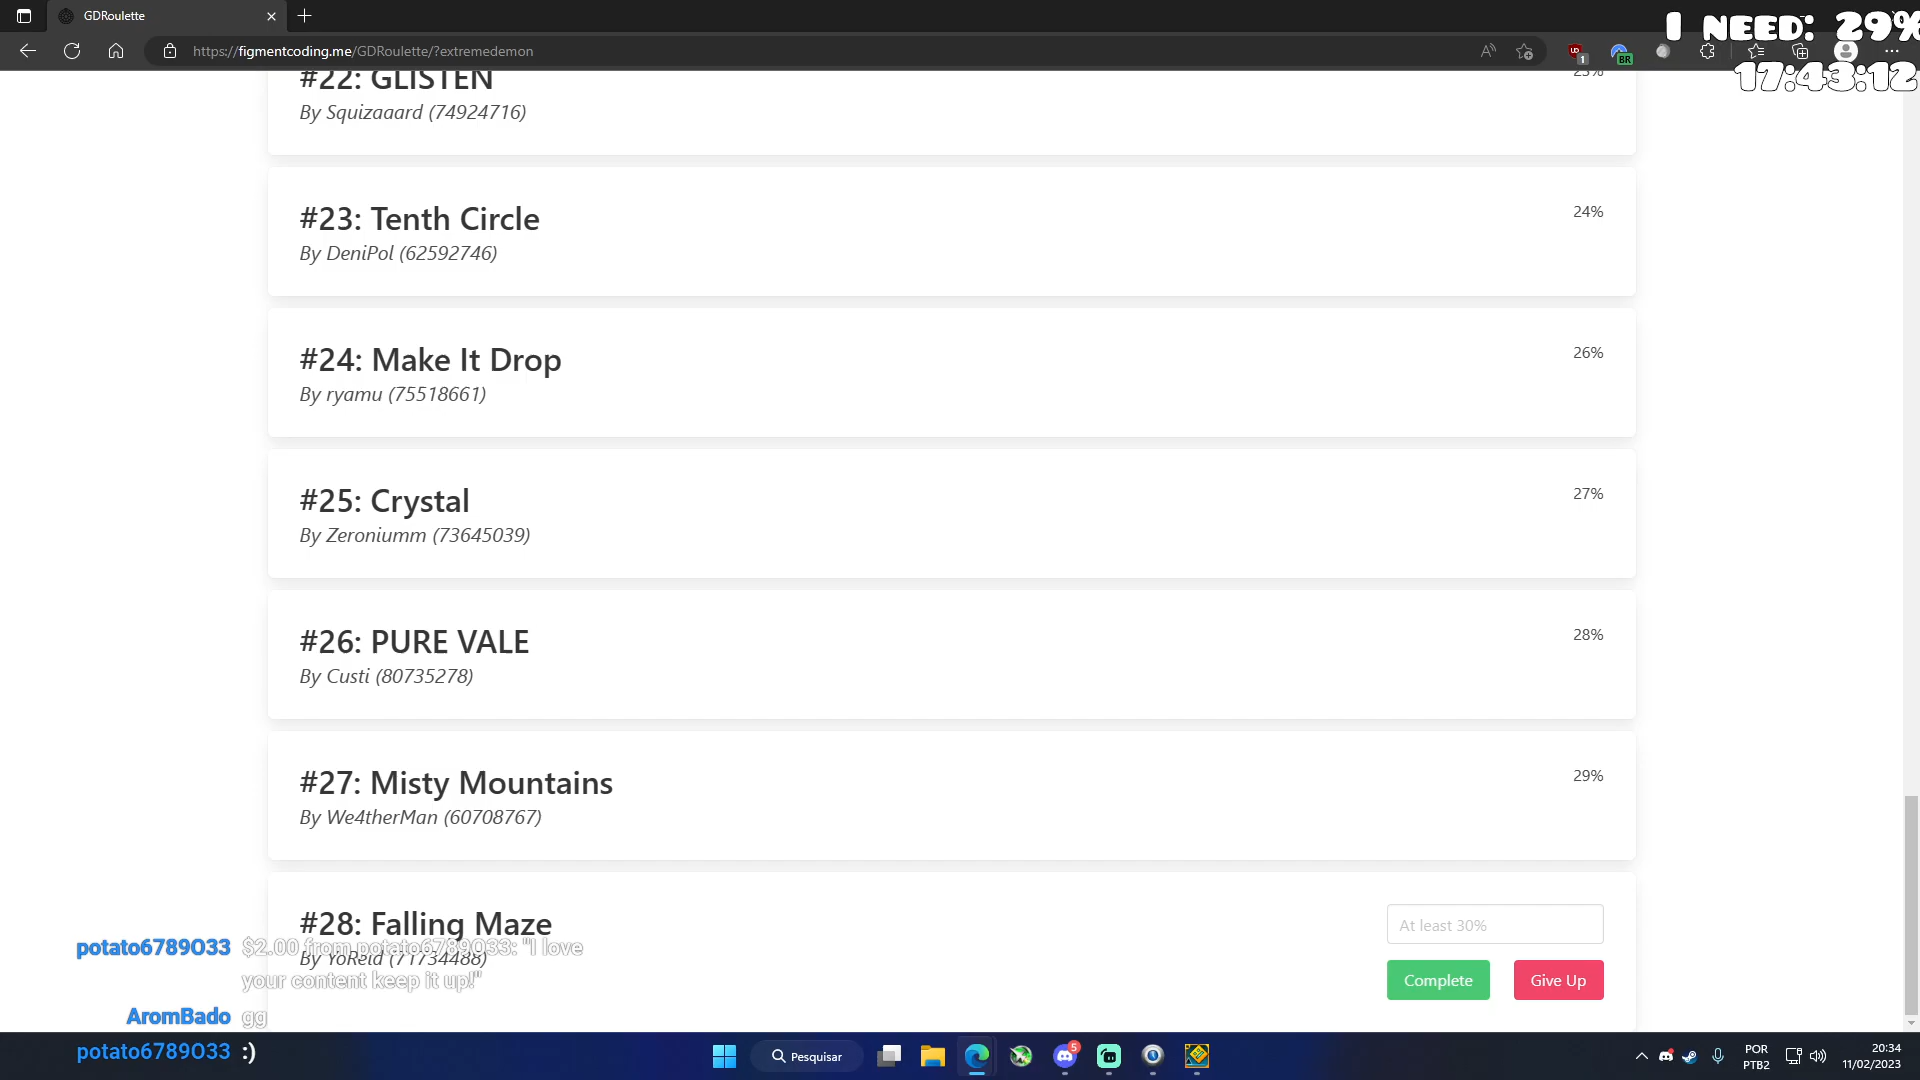 GDRoulette
I NEED: 29%
https://figmentcoding.me/GDRoulette/?extremedemon
17:43:12
#22: GLISTEN
23%
By Squizaaard (74924716)
#23: Tenth Circle
24%
By DeniPol (62592746)
#24: Make It Drop
26%
By ryamu (75518661)
#25: Crystal
27%
By Zeroniumm (73645039)
#26: PURE VALE
28%
By Custi (80735278)
#27: Misty Mountains
29%
By We4therMan (60708767)
#28: Falling Maze
At least 30%
By YoReid (71734488)
Complete
Give Up
potato6789033 $2.00 from potato6789033: "I love
your content keep it up!"
AromBado gg
potato6789033 :)
Pesquisar
5
1
BR
POR
PTB2
20:34
11/02/2023